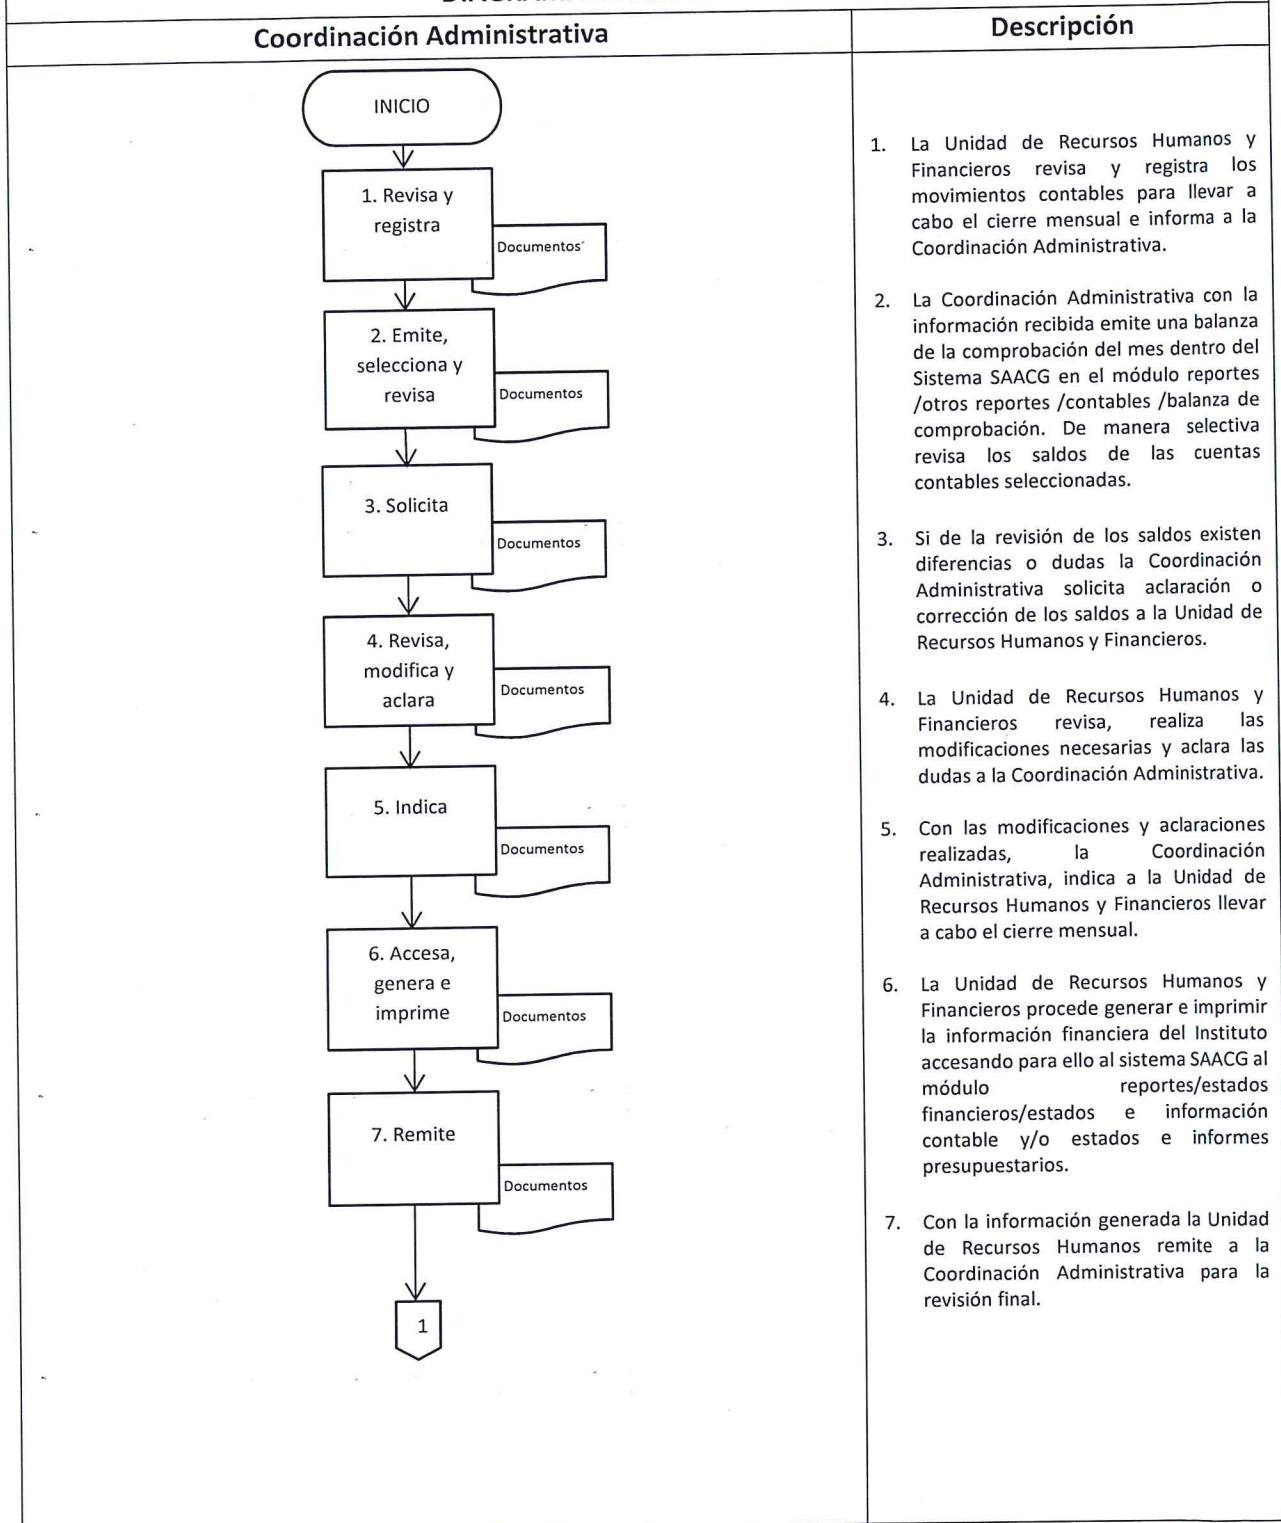 Coordinación Administrativa
Descripción
INICIO
1. Revisa y
registra
Documentos
2. Emite,
selecciona y
revisa
Documentos
3. Solicita
Documentos
4. Revisa,
modifica y
aclara
Documentos
5. Indica
Documentos
6. Accesa,
genera e
imprime
Documentos
7. Remite
Documentos
1
1. La Unidad de Recursos Humanos y
Financieros revisa y registra los
movimientos contables para llevar a
cabo el cierre mensual e informa a la
Coordinación Administrativa.
2. La Coordinación Administrativa con la
información recibida emite una balanza
de la comprobación del mes dentro del
Sistema SAACG en el módulo reportes
/otros reportes /contables /balanza de
comprobación. De manera selectiva
revisa los saldos de las cuentas
contables seleccionadas.
3. Si de la revisión de los saldos existen
diferencias o dudas la Coordinación
Administrativa solicita aclaración o
corrección de los saldos a la Unidad de
Recursos Humanos y Financieros.
4. La Unidad de Recursos Humanos y
Financieros revisa, realiza las
modificaciones necesarias y aclara las
dudas a la Coordinación Administrativa.
5. Con las modificaciones y aclaraciones
realizadas, la Coordinación
Administrativa, indica a la Unidad de
Recursos Humanos y Financieros llevar
a cabo el cierre mensual.
6. La Unidad de Recursos Humanos y
Financieros procede generar e imprimir
la información financiera del Instituto
accesando para ello al sistema SAACG al
módulo reportes/estados
financieros/estados e información
contable y/o estados e informes
presupuestarios.
7. Con la información generada la Unidad
de Recursos Humanos remite a la
Coordinación Administrativa para la
revisión final.